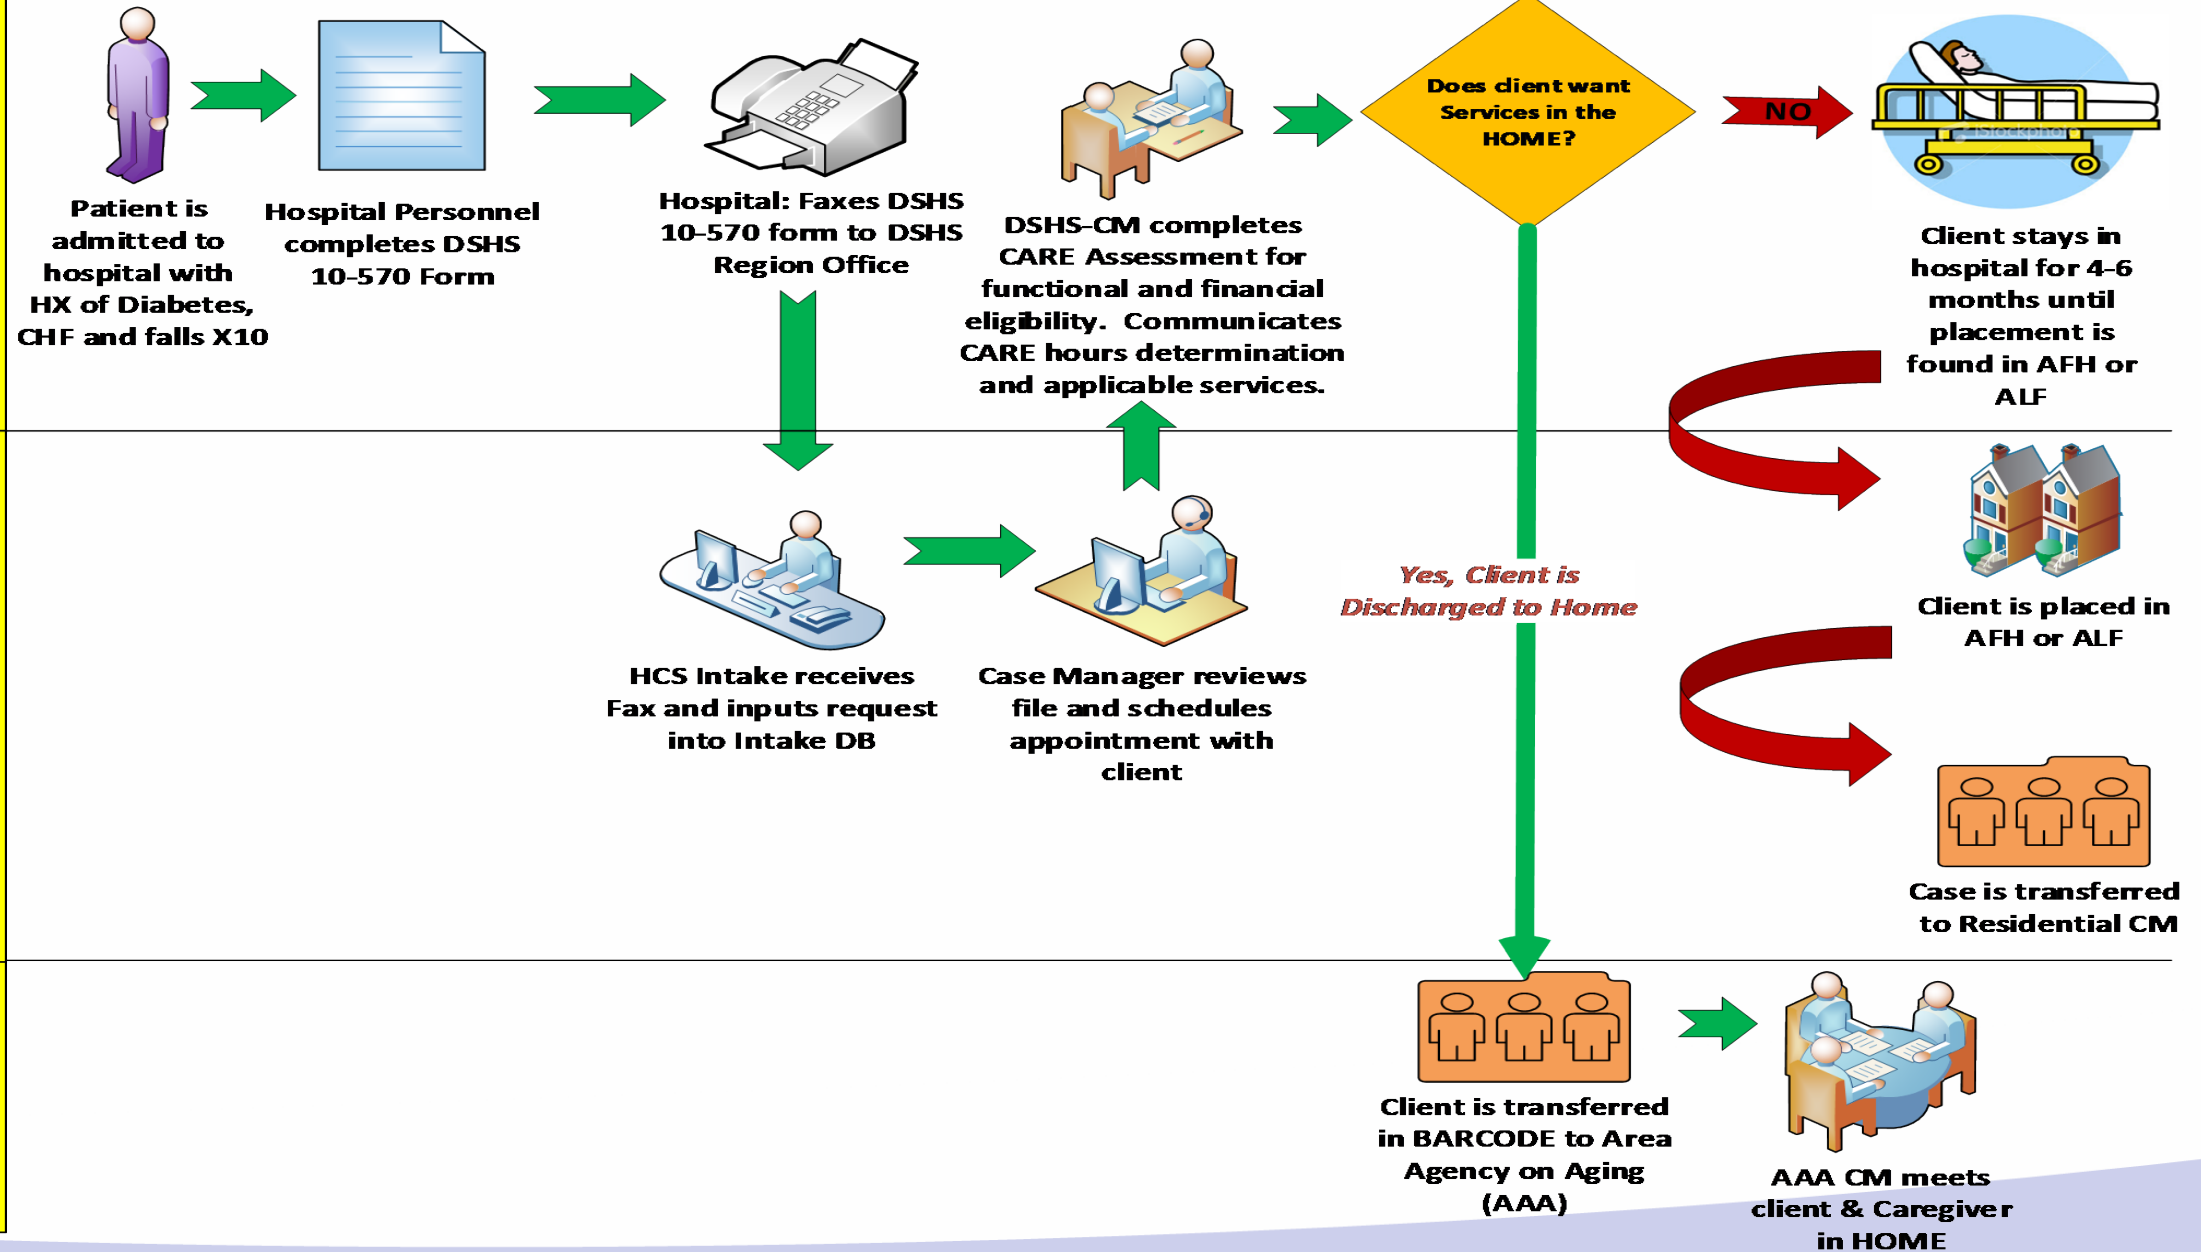 Patient is
admitted to
hospital with
HX of Diabetes,
CHF and falls X10
Hospital Personnel
completes DSHS
10-570 Form
Hospital: Faxes DSHS
10-570 form to DSHS
Region Office
DSHS-CM completes
CARE Assessment for
functional and financial
eligibility. Communicates
CARE hours determination
and applicable services.
Does client want
Services in the
HOME?
NO
iStockphoto
Client stays in
hospital for 4-6
months until
placement is
found in AFH or
ALF
HCS Intake receives
Fax and inputs request
into Intake DB
Case Manager reviews
file and schedules
appointment with
client
Yes, Client is
Discharged to Home
Client is placed in
AFH or ALF
Case is transferred
to Residential CM
Client is transferred
in BARCODE to Area
Agency on Aging
(AAA)
AAA CM meets
client & Caregiver
in HOME